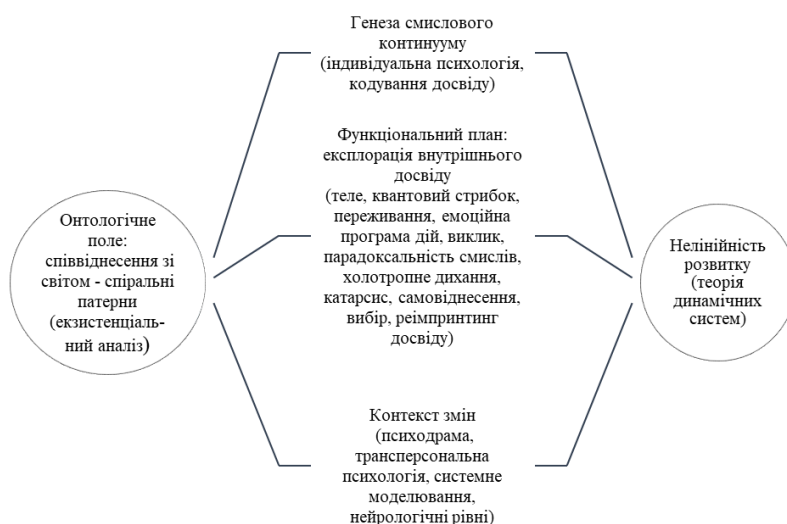 Генеза смислового
континууму
(індивідуальна психологія,
кодування досвіду)
Функціональний план:
експлорація внутрішнього
досвіду
(теле, квантовий стрибок,
переживання, емоційна
програма дій, виклик,
парадоксальність смислів,
холотропне дихання,
катарсис, самовіднесення,
вибір, реімпринтинг
досвіду)
Онтологічне
поле:
співвіднесення зі
світом - спіральні
патерни
(екзистенціаль-
ний аналіз)
Нелінійність
розвитку
(теорія
динамічних
систем)
Контекст змін
(психодрама,
трансперсональна
психологія, системне
моделювання,
нейрологічні рівні)